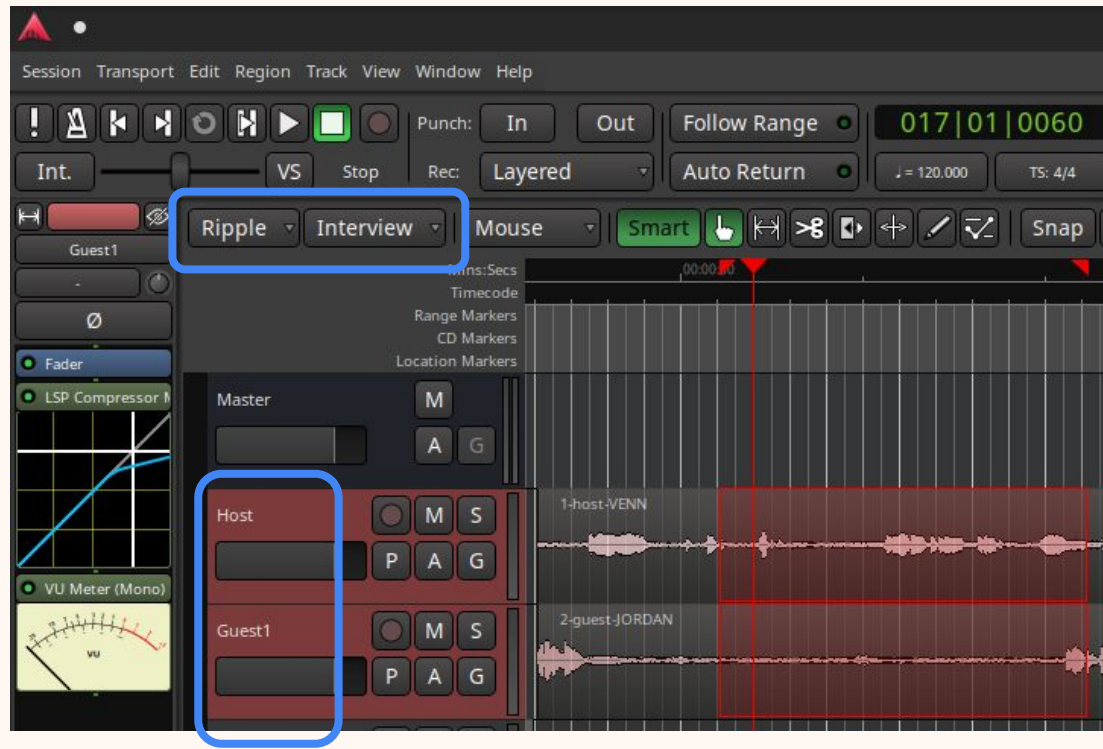 Session Transport Edit Region Track View Window Help
Punch: In Out Follow Range 017|01|0060
Int. VS Stop Rec: Layered Auto Return ♩ = 120.000 TS: 4/4
Ripple Interview Mouse Smart Snap
Guest1
Mins:Secs 00:00:
Timecode
-
Range Markers
Ø
CD Markers
Location Markers
Fader
LSP Compressor M
Master M
A G
Host M S
1-host-VENN
P A G
VU Meter (Mono)
Guest1 M S
2-guest-JORDAN
VU
P A G